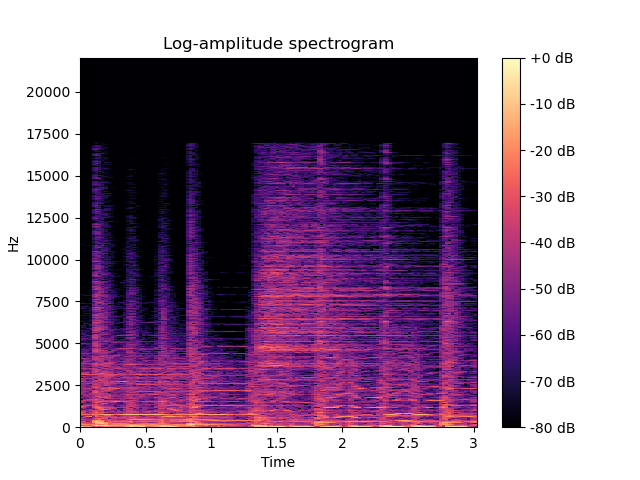 Log-amplitude spectrogram
20000
17500
15000
12500
10000
7500
5000
2500
0
Hz
0 0.5 1 1.5 2 2.5 3
Time
+0 dB
-10 dB
-20 dB
-30 dB
-40 dB
-50 dB
-60 dB
-70 dB
-80 dB